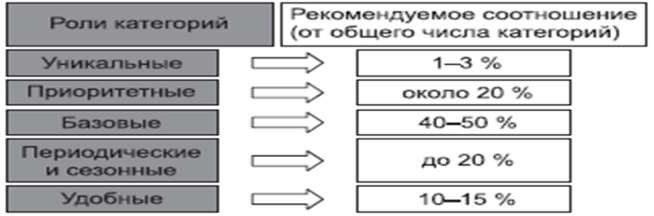 Роли категорий
Рекомендуемое соотношение
(от общего числа категорий)
Уникальные
1–3 %
Приоритетные
около 20 %
Базовые
40–50 %
Периодические
и сезонные
до 20 %
Удобные
10–15 %